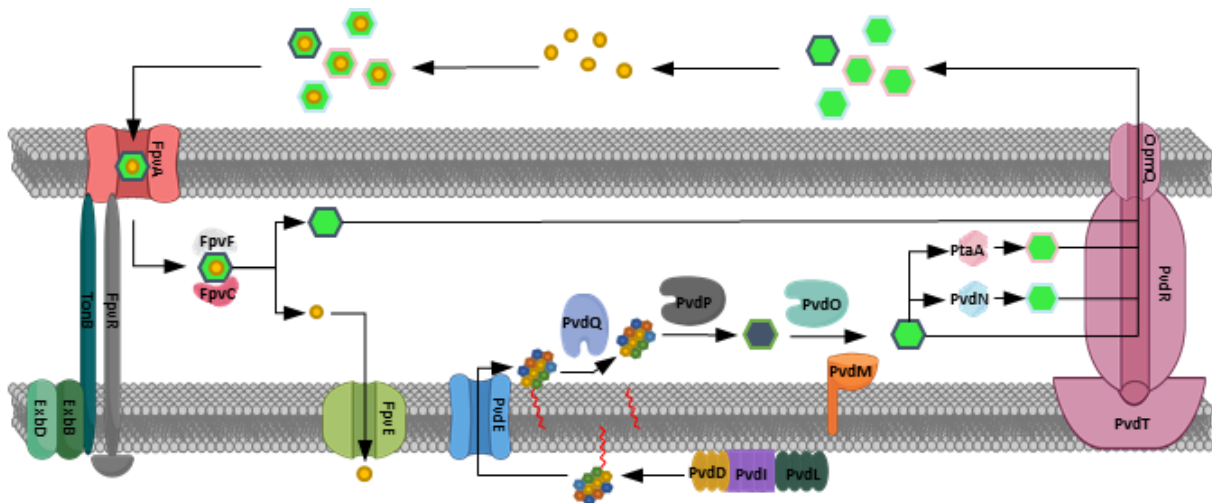 FpvA
OpmQ
FpvF
FpvC
PtaA
PvdN
PvdR
TonB
FpvR
PvdQ
PvdP
PvdO
PvdM
ExbD
ExbB
FpvE
PvdE
PvdT
PvdD
PvdI
PvdL